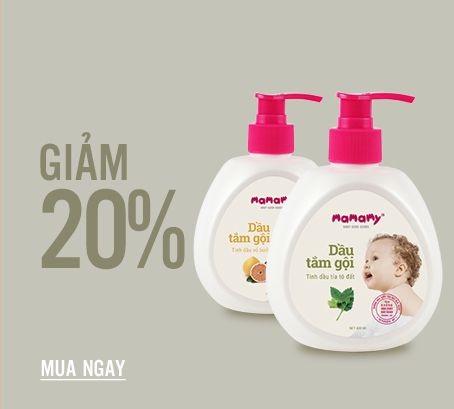 GIẢM
20%
MUA NGAY
mamamy
Dầu
tắm gội
mamamy
Dầu
tắm gội
Tinh dầu tía tô đất